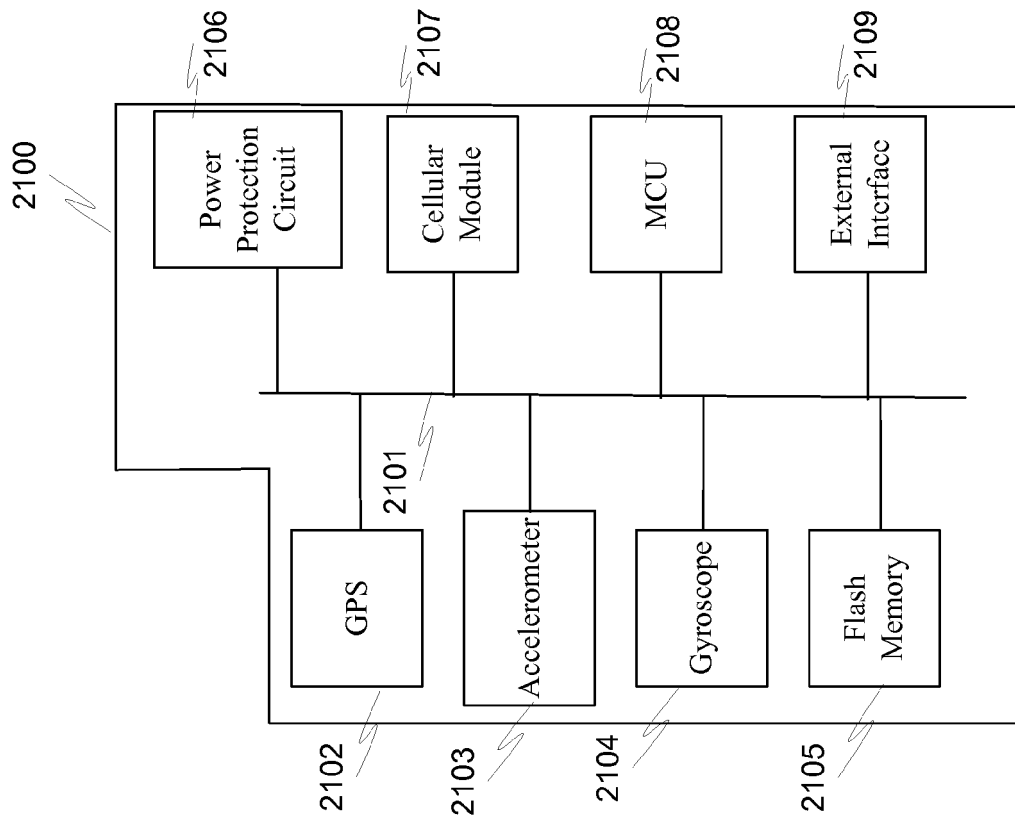 2105
2104
2103
2102
Flash
Memory
Gyroscope
Accelerometer
GPS
2101
External
Interface
MCU
Cellular
Module
Power
Protection
Circuit
2109
2108
2107
2106
2100